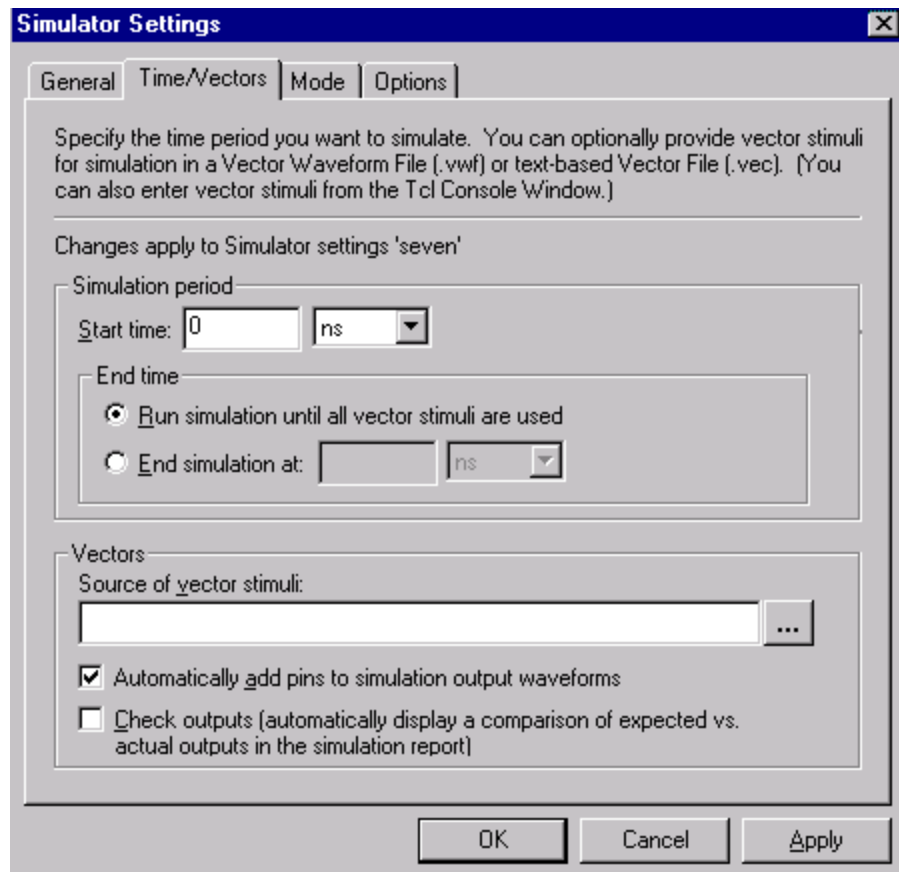 Simulator Settings
General Time/Vectors Mode Options
Specify the time period you want to simulate. You can optionally provide vector stimuli
for simulation in a Vector Waveform File (.vwf) or text-based Vector File (.vec). (You
can also enter vector stimuli from the Tcl Console Window.)
Changes apply to Simulator settings 'seven'
Simulation period
Start time: 0 ns
End time
Run simulation until all vector stimuli are used
End simulation at: ns
Vectors
Source of vector stimuli:
...
Automatically add pins to simulation output waveforms
Check outputs (automatically display a comparison of expected vs.
actual outputs in the simulation report)
OK Cancel Apply